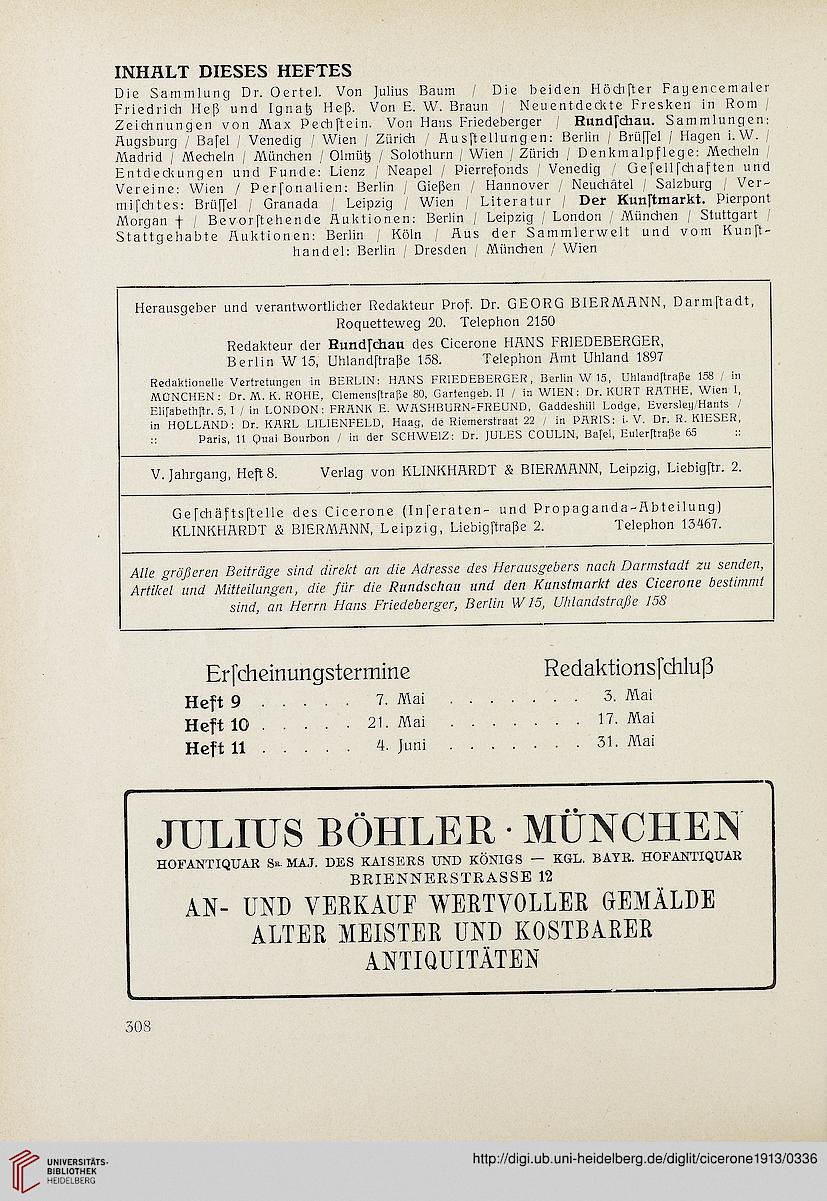 INHALT DIESES HEFTES
Die Sammlung Dr. Oertel. Von Julius Baum / Die beiden Höchſter Fayencemaler
Friedrich Heß und Ignatz Heß. Von E. W. Braun / Neuentdeckte Fresken in Rom /
Zeichnungen von Max Pechſtein. Von Hans Friedeberger / Rundſchau. Sammlungen:
Augsburg / Baſel / Venedig / Wien / Zürich / Ausſtellungen: Berlin / Brüſſel / Hagen i. W. /
Madrid / Mecheln / München / Olmütz / Solothurn / Wien / Zürich / Denkmalpflege: Mecheln /
Entdeckungen und Funde: Lienz / Neapel / Pierrefonds / Venedig / Geſellſchaften und
Vereine: Wien / Perſonalien: Berlin / Gießen / Hannover / Neuchâtel / Salzburg / Ver-
miſchtes: Brüſſel / Granada / Leipzig / Wien / Literatur / Der Kunſtmarkt. Pierpont
Morgan † / Bevorſtehende Auktionen: Berlin / Leipzig / London / München / Stuttgart /
Stattgehabte Auktionen: Berlin / Köln / Aus der Sammlerwelt und vom Kunſt-
handel: Berlin / Dresden / München / Wien
Herausgeber und verantwortlicher Redakteur Prof. Dr. GEORG BIERMANN, Darmſtadt,
Roquetteweg 20. Telephon 2150
Redakteur der Rundſchau des Cicerone HANS FRIEDEBERGER,
Berlin W 15, Uhlandſtraße 158. Telephon Amt Uhland 1897
Redaktionelle Vertretungen in BERLIN: HANS FRIEDEBERGER, Berlin W 15, Uhlandſtraße 158 / in
MÜNCHEN: Dr. M. K. ROHE, Clemensſtraße 80, Gartengeb. II / in WIEN: Dr. KURT RATHE, Wien I,
Eliſabethſtr. 5, I / in LONDON: FRANK E. WASHBURN-FREUND, Gaddeshill Lodge, Eversley/Hants /
in HOLLAND: Dr. KARL LILIENFELD, Haag, de Riemerstraat 22 / in PARIS: i. V. Dr. R. KIESER,
:: Paris, 11 Quai Bourbon / in der SCHWEIZ: Dr. JULES COULIN, Baſel, Eulerſtraße 65 ::
V. Jahrgang, Heft 8. Verlag von KLINKHARDT & BIERMANN, Leipzig, Liebigſtr. 2.
Geſchäftsſtelle des Cicerone (Inſeraten- und Propaganda-Abteilung)
KLINKHARDT & BIERMANN, Leipzig, Liebigſtraße 2. Telephon 13467.
Alle größeren Beiträge sind direkt an die Adresse des Herausgebers nach Darmstadt zu senden,
Artikel und Mitteilungen, die für die Rundschau und den Kunstmarkt des Cicerone bestimmt
sind, an Herrn Hans Friedeberger, Berlin W 15, Uhlandstraße 158
Erſcheinungstermine Redaktionsſchluß
Heft 9 . . . . . 7. Mai . . . . . . . 3. Mai
Heft 10 . . . . . 21. Mai . . . . . . . 17. Mai
Heft 11 . . . . . 4. Juni . . . . . . . 31. Mai
JULIUS BÖHLER · MÜNCHEN
HOFANTIQUAR SR. MAJ. DES KAISERS UND KÖNIGS — KGL. BAYR. HOFANTIQUAR
BRIENNERSTRASSE 12
AN- UND VERKAUF WERTVOLLER GEMÄLDE
ALTER MEISTER UND KOSTBARER
ANTIQUITÄTEN
308
UNIVERSITÄTS-
BIBLIOTHEK
HEIDELBERG
http://digi.ub.uni-heidelberg.de/diglit/cicerone1913/0336